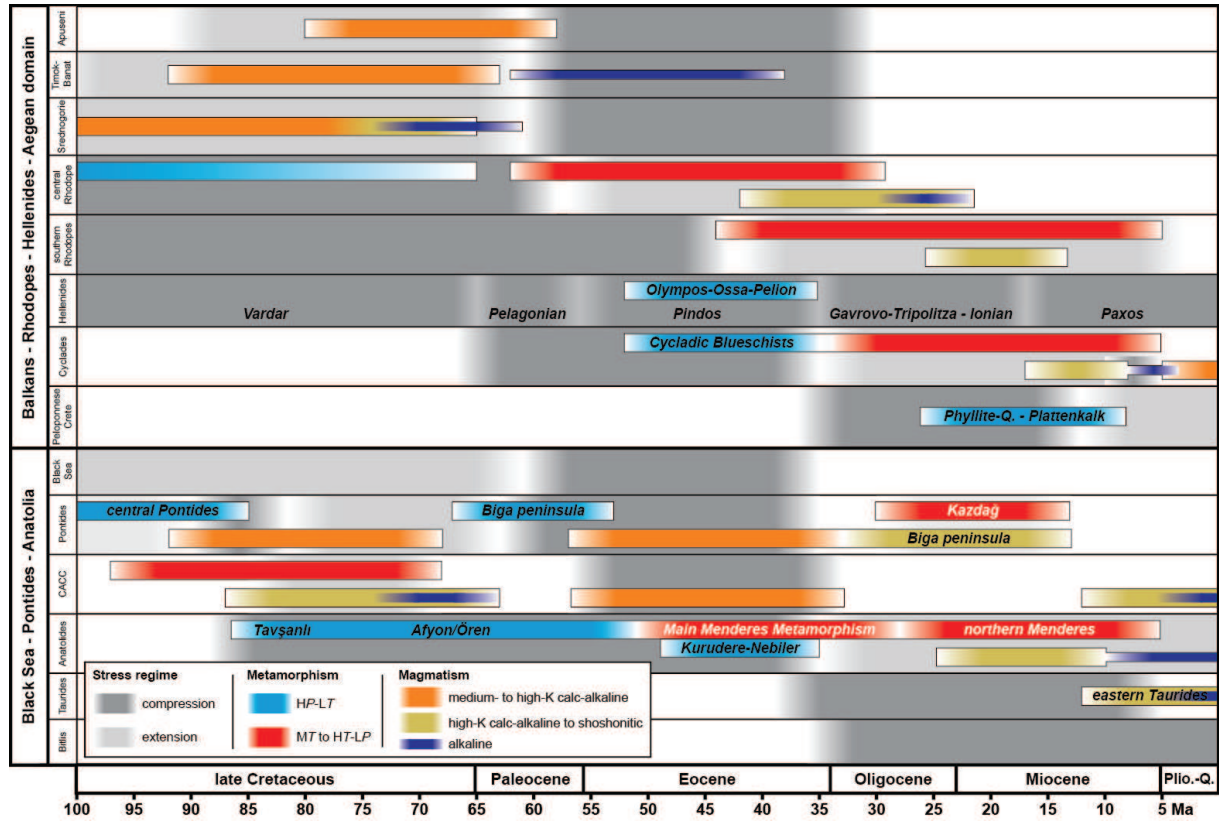 Balkans - Rhodopes - Hellenides - Aegean domain
Apuseni
Timok-
Banat
Srednogorie
central
Rhodope
southern
Rhodopes
Hellenides
Olympos-Ossa-Pelion
Vardar
Pelagonian
Pindos
Gavrovo-Tripolitza - Ionian
Paxos
Cyclades
Cycladic Blueschists
Peloponnese
Crete
Phyllite-Q. - Plattenkalk
Black Sea - Pontides - Anatolia
Black
Sea
Pontides
central Pontides
Biga peninsula
Kazdağ
Biga peninsula
CACC
Anatolides
Tavşanlı
Afyon/Ören
Main Menderes Metamorphism
northern Menderes
Kurudere-Nebiler
Taurides
eastern Taurides
Bitlis
Stress regime
compression
extension
Metamorphism
HP-LT
MT to HT-LP
Magmatism
medium- to high-K calc-alkaline
high-K calc-alkaline to shoshonitic
alkaline
late Cretaceous
Paleocene
Eocene
Oligocene
Miocene
Plio.-Q.
100 95 90 85 80 75 70 65 60 55 50 45 40 35 30 25 20 15 10 5 Ma